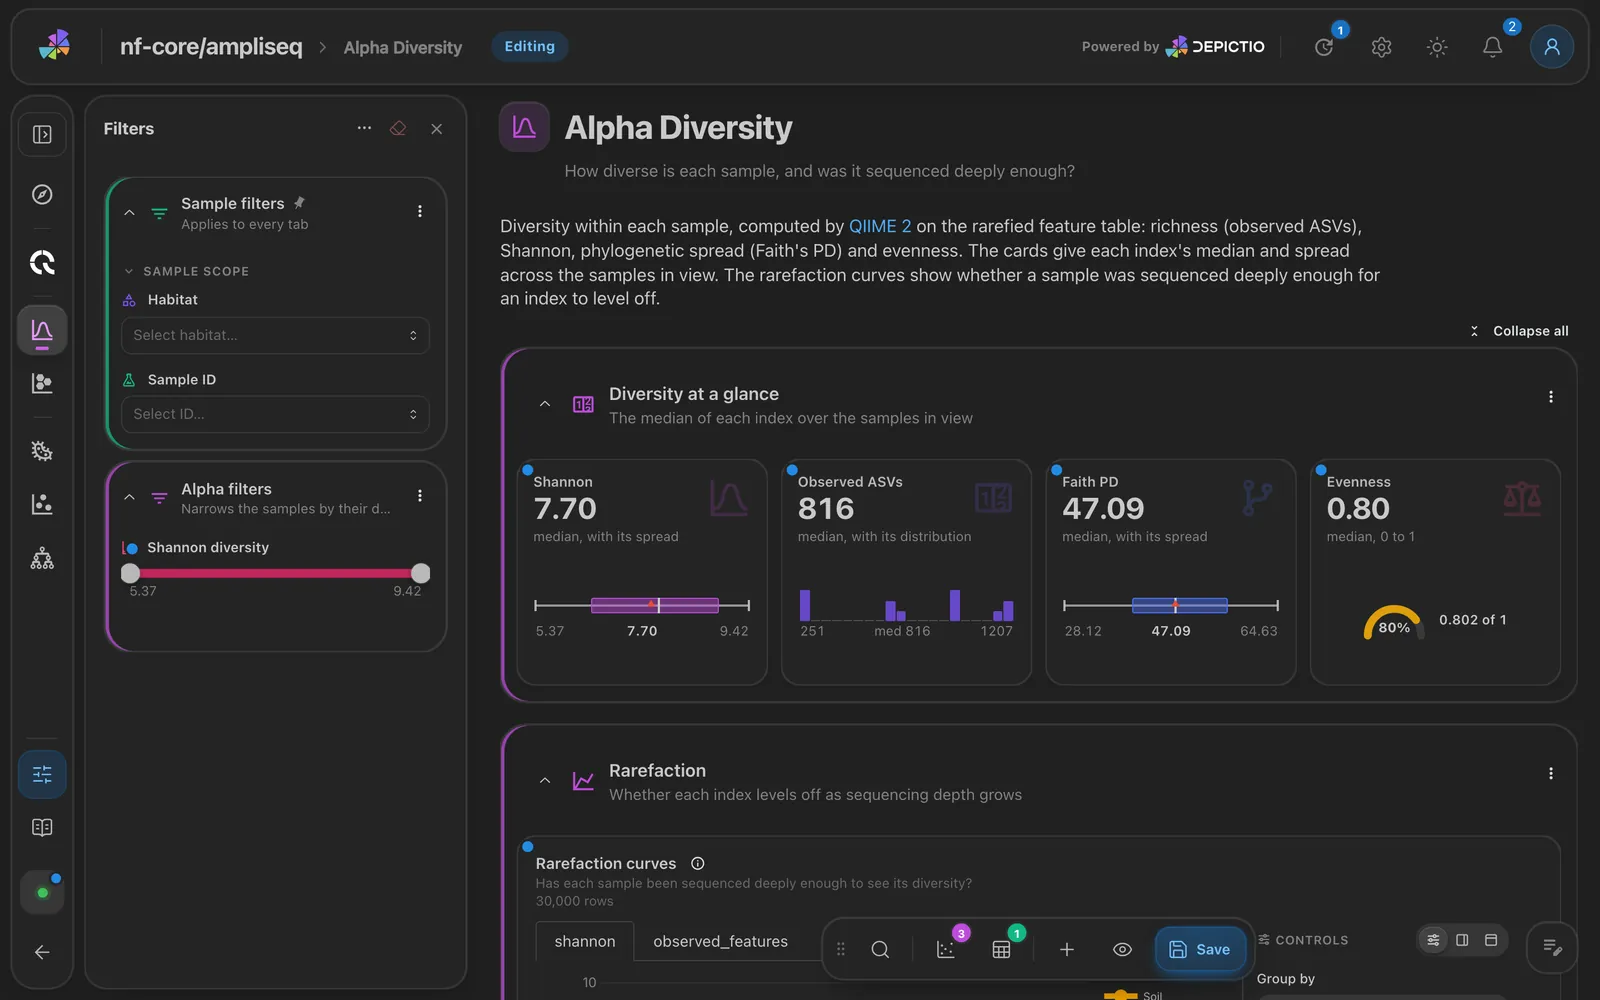 nf-core/ampliseq > Alpha Diversity Editing
Powered by DEPICTIO
1
2
Filters
Sample filters
Applies to every tab
SAMPLE SCOPE
Habitat
Select habitat...
Sample ID
Select ID...
Alpha filters
Narrows the samples by their d...
Shannon diversity
5.37 9.42
Alpha Diversity
How diverse is each sample, and was it sequenced deeply enough?
Diversity within each sample, computed by QIIME 2 on the rarefied feature table: richness (observed ASVs),
Shannon, phylogenetic spread (Faith's PD) and evenness. The cards give each index's median and spread
across the samples in view. The rarefaction curves show whether a sample was sequenced deeply enough for
an index to level off.
Collapse all
Diversity at a glance
The median of each index over the samples in view
Shannon
7.70
median, with its spread
5.37 7.70 9.42
Observed ASVs
816
median, with its distribution
251 med 816 1207
Faith PD
47.09
median, with its spread
28.12 47.09 64.63
Evenness
0.80
median, 0 to 1
80% 0.802 of 1
Rarefaction
Whether each index levels off as sequencing depth grows
Rarefaction curves
Has each sample been sequenced deeply enough to see its diversity?
30,000 rows
shannon observed_features
3
1
Save
CONTROLS
Group by
10
Soil